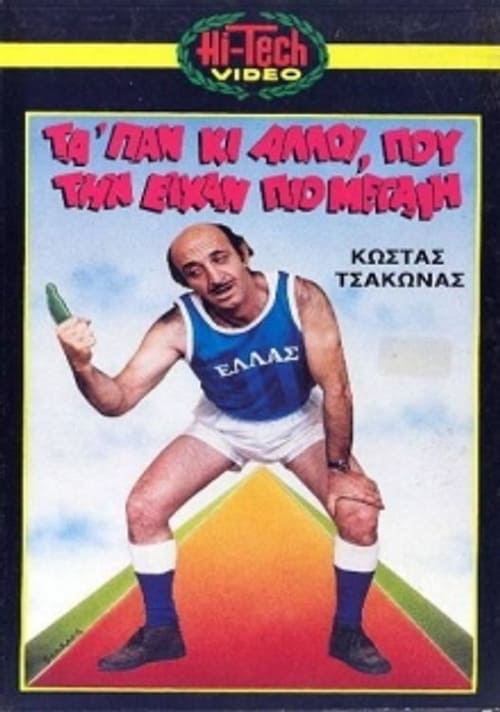 Hi-Tech
VIDEO
ΤΑ 'ΠΑΝ ΚΙ ΑΛΛΟΙ, ΠΟΥ
ΤΗΝ ΕΙΧΑΝ ΠΙΟ ΜΕΓΑΛΗ
ΚΩΣΤΑΣ
ΤΣΑΚΩΝΑΣ
ΕΛΛΑΣ